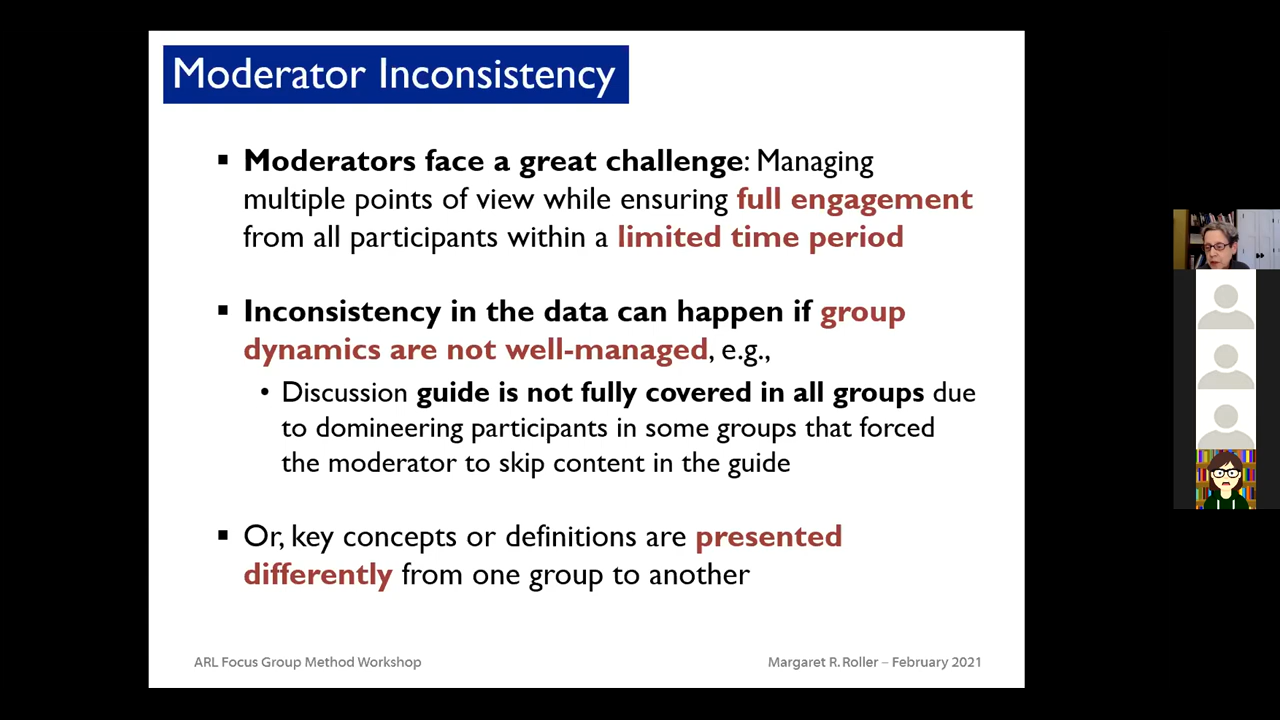 Moderator Inconsistency
▪ Moderators face a great challenge: Managing
multiple points of view while ensuring full engagement
from all participants within a limited time period
▪ Inconsistency in the data can happen if group
dynamics are not well-managed, e.g.,
• Discussion guide is not fully covered in all groups due
to domineering participants in some groups that forced
the moderator to skip content in the guide
▪ Or, key concepts or definitions are presented
differently from one group to another
ARL Focus Group Method Workshop
Margaret R. Roller – February 2021